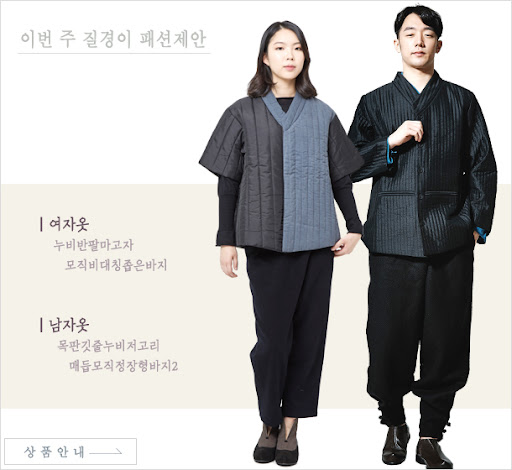 이번 주 질경이 패션제안
| 여자옷
누비반팔마고자
모직비대칭좁은바지
| 남자옷
목판깃줄누비저고리
매듭모직정장형바지2
상품안내